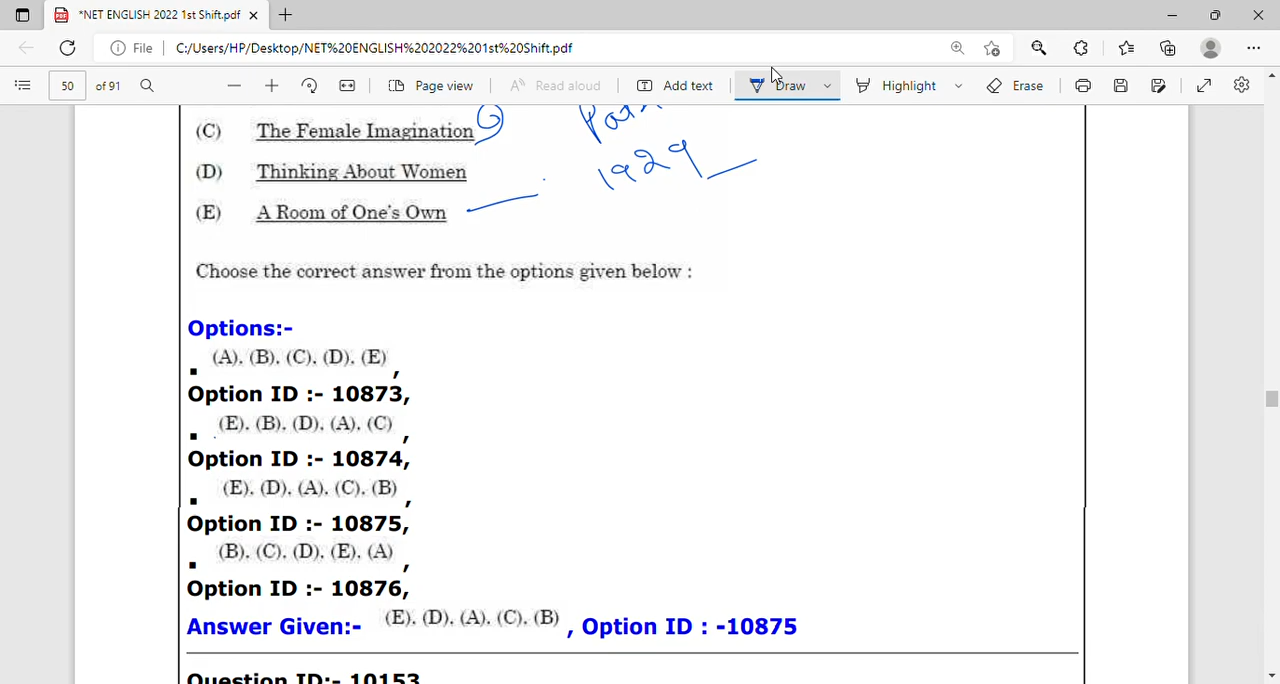 *NET ENGLISH 2022 1st Shift.pdf
File | C:/Users/HP/Desktop/NET%20ENGLISH%202022%201st%20Shift.pdf
50 of 91 Page view Read aloud Add text Draw Highlight Erase
(C) The Female Imagination
(D) Thinking About Women
1929
(E) A Room of One's Own
Choose the correct answer from the options given below :
Options:-
(A), (B), (C), (D), (E) ,
Option ID :- 10873,
(E), (B), (D), (A), (C) ,
Option ID :- 10874,
(E), (D), (A), (C), (B) ,
Option ID :- 10875,
(B), (C), (D), (E), (A) ,
Option ID :- 10876,
Answer Given:- (E), (D), (A), (C), (B) , Option ID : -10875
Question ID:- 10153